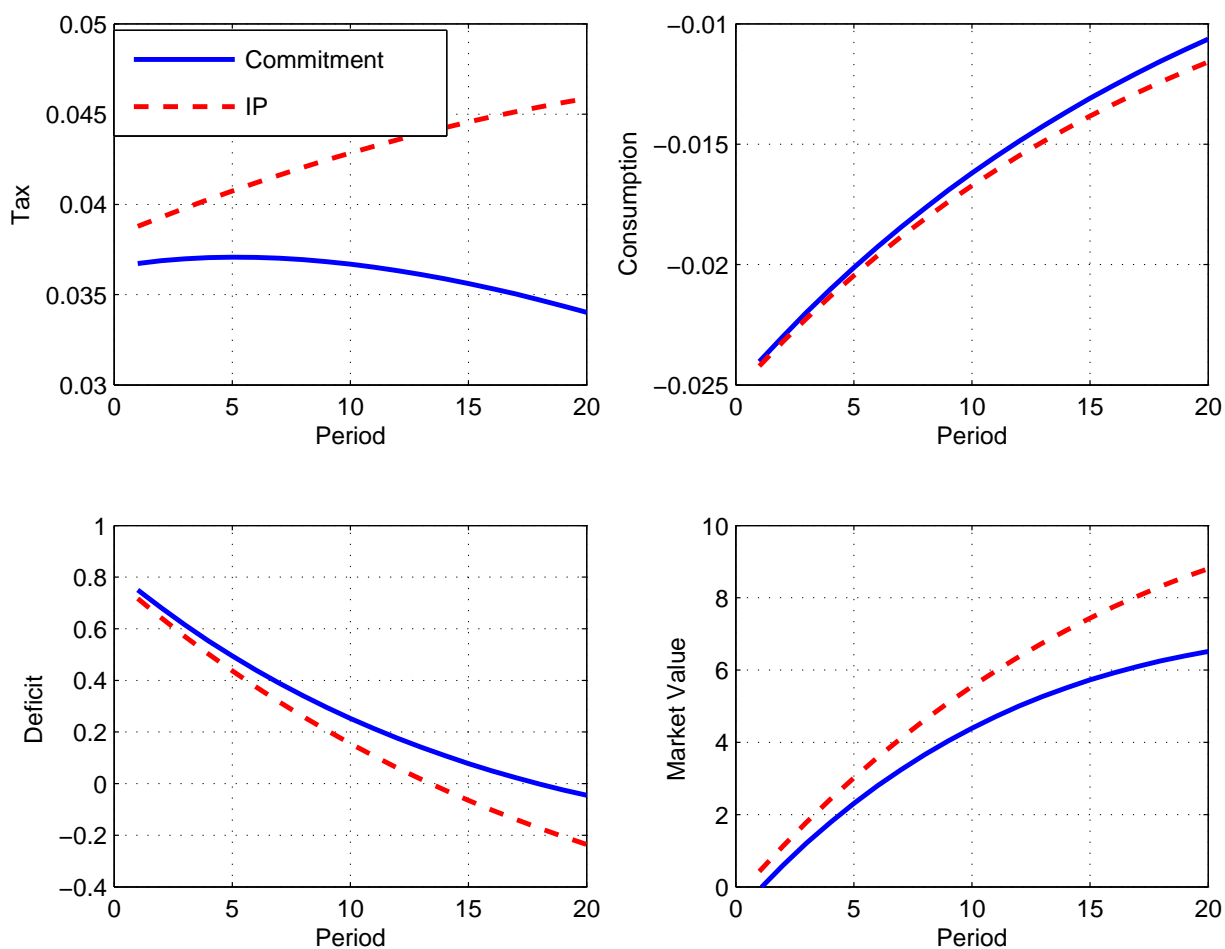 0.05
0.045
0.04
0.035
0.03
Tax
0 5 10 15 20
Period
Commitment
IP
−0.01
−0.015
−0.02
−0.025
Consumption
0 5 10 15 20
Period
1
0.8
0.6
0.4
0.2
0
−0.2
−0.4
Deficit
0 5 10 15 20
Period
10
8
6
4
2
0
Market Value
0 5 10 15 20
Period